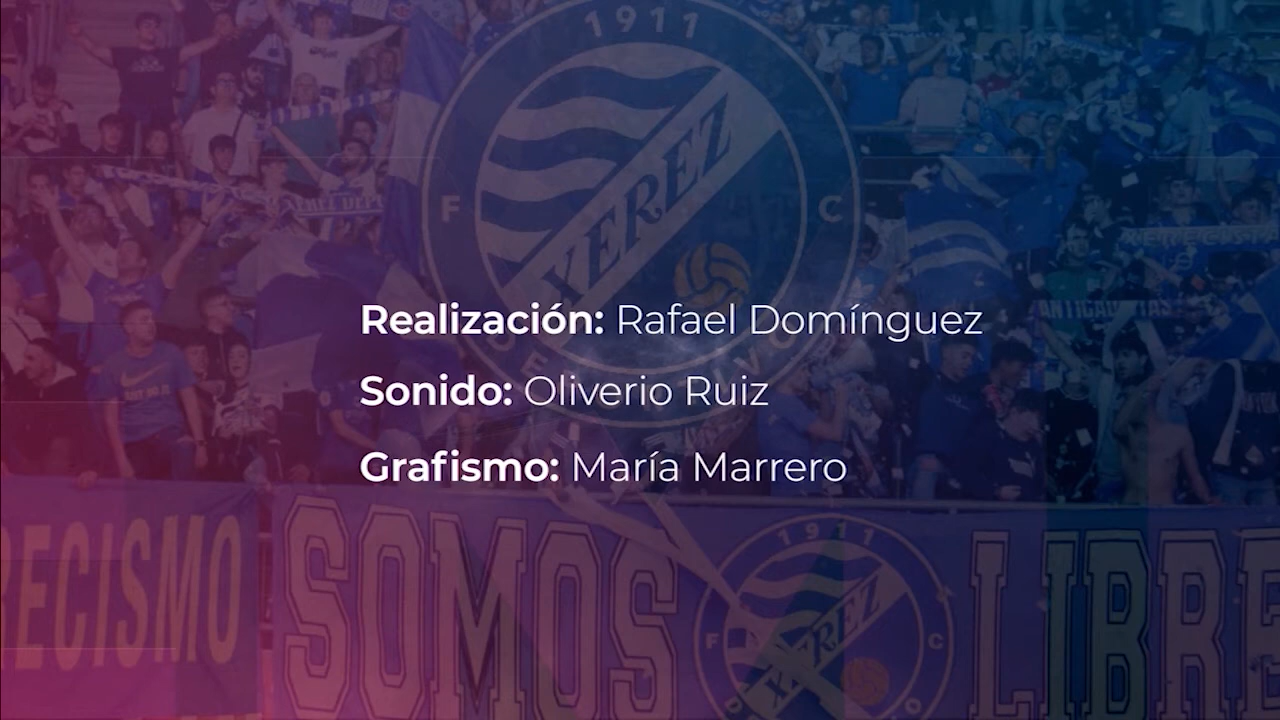 1911
XEREZ
F C
Realización: Rafael Domínguez
Sonido: Oliverio Ruiz
Grafismo: María Marrero
RECISMO SOMOS LIBRE
1911
F C
XEREZ